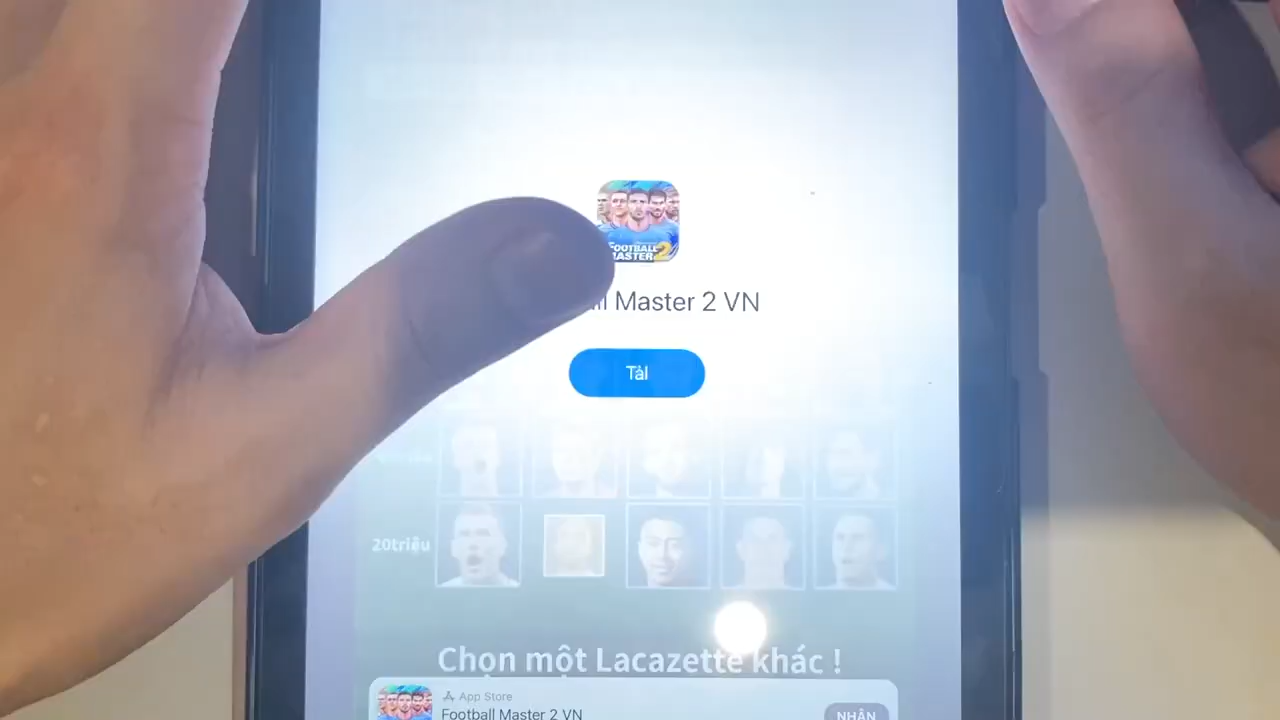 FOOTBALL
MASTER 2
ll Master 2 VN
Tải
20triệu
Chọn một Lacazette khác !
App Store
Football Master 2 VN
NHẬN